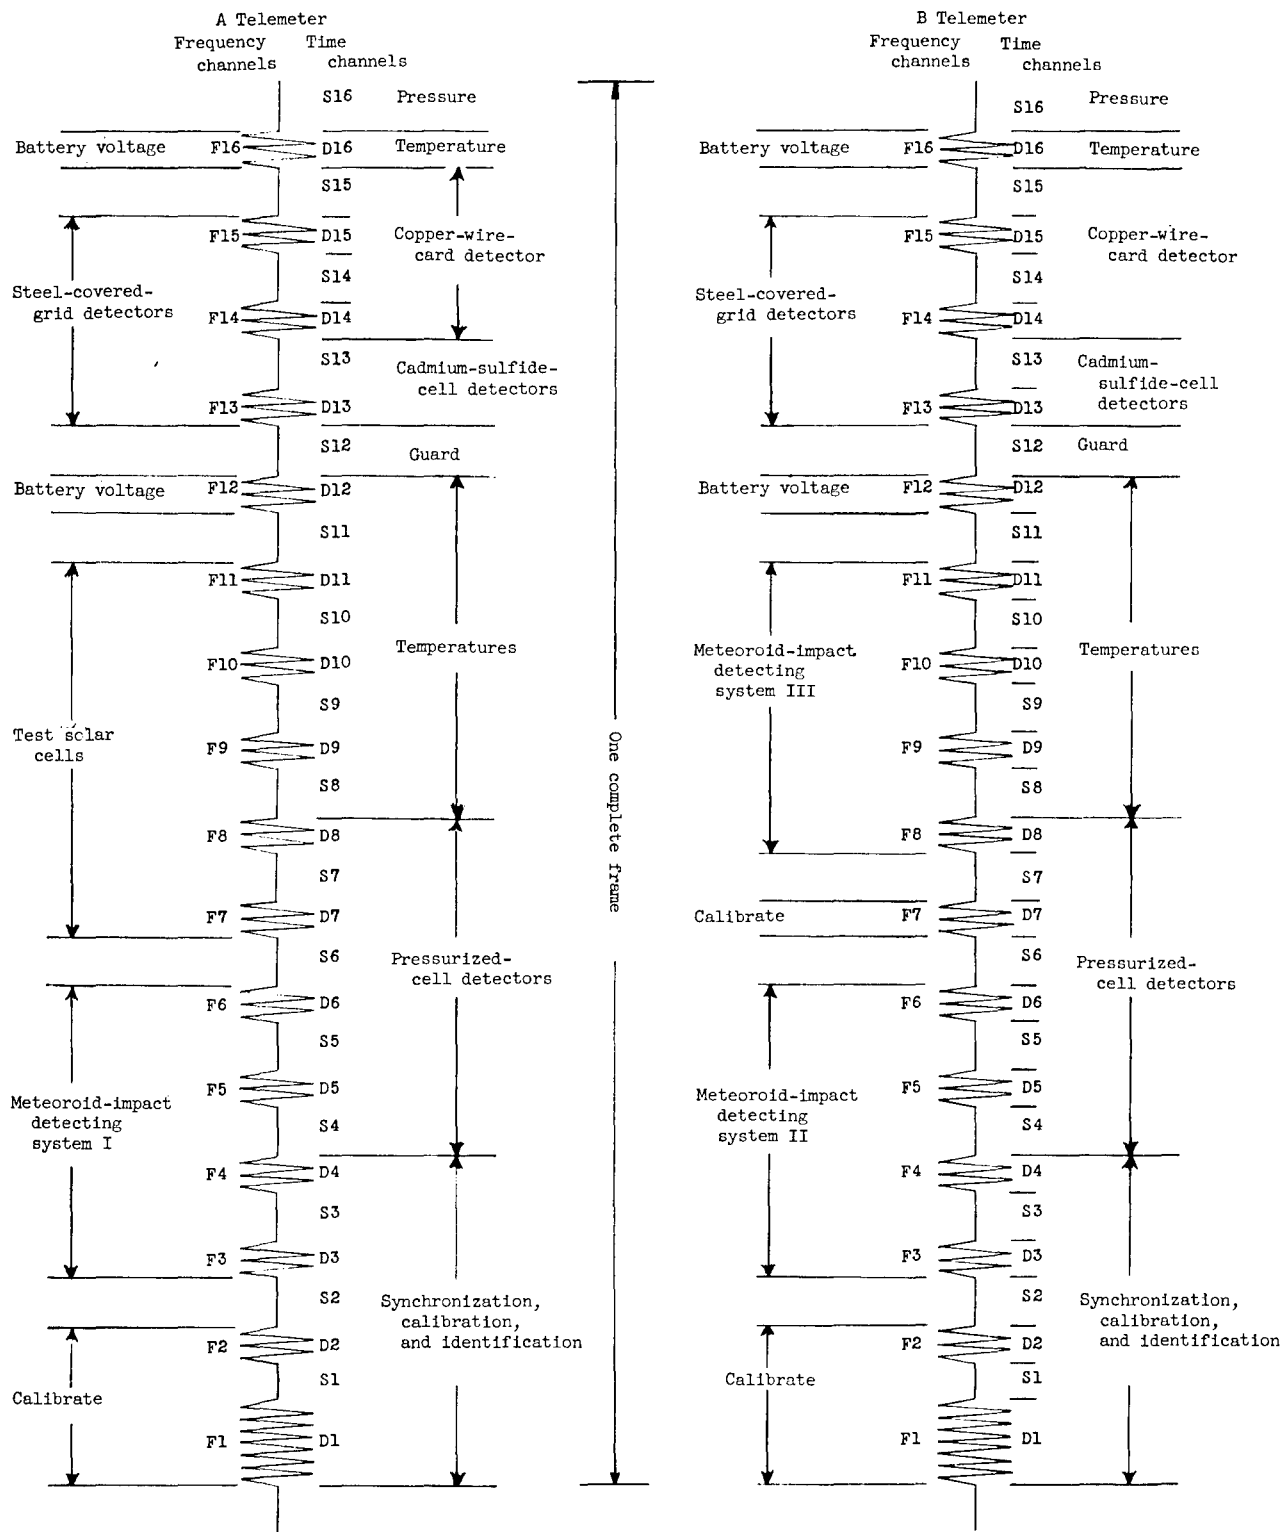 A Telemeter
Frequency channels
Time channels
S16 Pressure
Battery voltage F16 D16 Temperature
S15
F15 D15
Copper-wire-
card detector
S14
Steel-covered-
grid detectors
F14 D14
S13
Cadmium-sulfide-
cell detectors
F13 D13
S12
Guard
Battery voltage F12 D12
S11
F11 D11
S10
Temperatures
F10 D10
S9
Test solar
cells
F9 D9
S8
F8 D8
S7
F7 D7
S6
Pressurized-
cell detectors
F6 D6
S5
F5 D5
Meteoroid-impact
detecting
system I
S4
F4 D4
S3
F3 D3
S2
Synchronization,
calibration,
and identification
F2 D2
S1
Calibrate
F1 D1
One complete frame
B Telemeter
Frequency channels
Time channels
S16 Pressure
Battery voltage F16 D16 Temperature
S15
F15 D15
Copper-wire-
card detector
S14
Steel-covered-
grid detectors
F14 D14
S13
Cadmium-
sulfide-cell
detectors
F13 D13
S12 Guard
Battery voltage F12 D12
S11
F11 D11
S10
Temperatures
Meteoroid-impact
detecting
system III
F10 D10
S9
F9 D9
S8
F8 D8
S7
Calibrate F7 D7
S6
Pressurized-
cell detectors
F6 D6
S5
F5 D5
Meteoroid-impact
detecting
system II
S4
F4 D4
S3
F3 D3
S2
Synchronization,
calibration,
and identification
F2 D2
S1
Calibrate
F1 D1